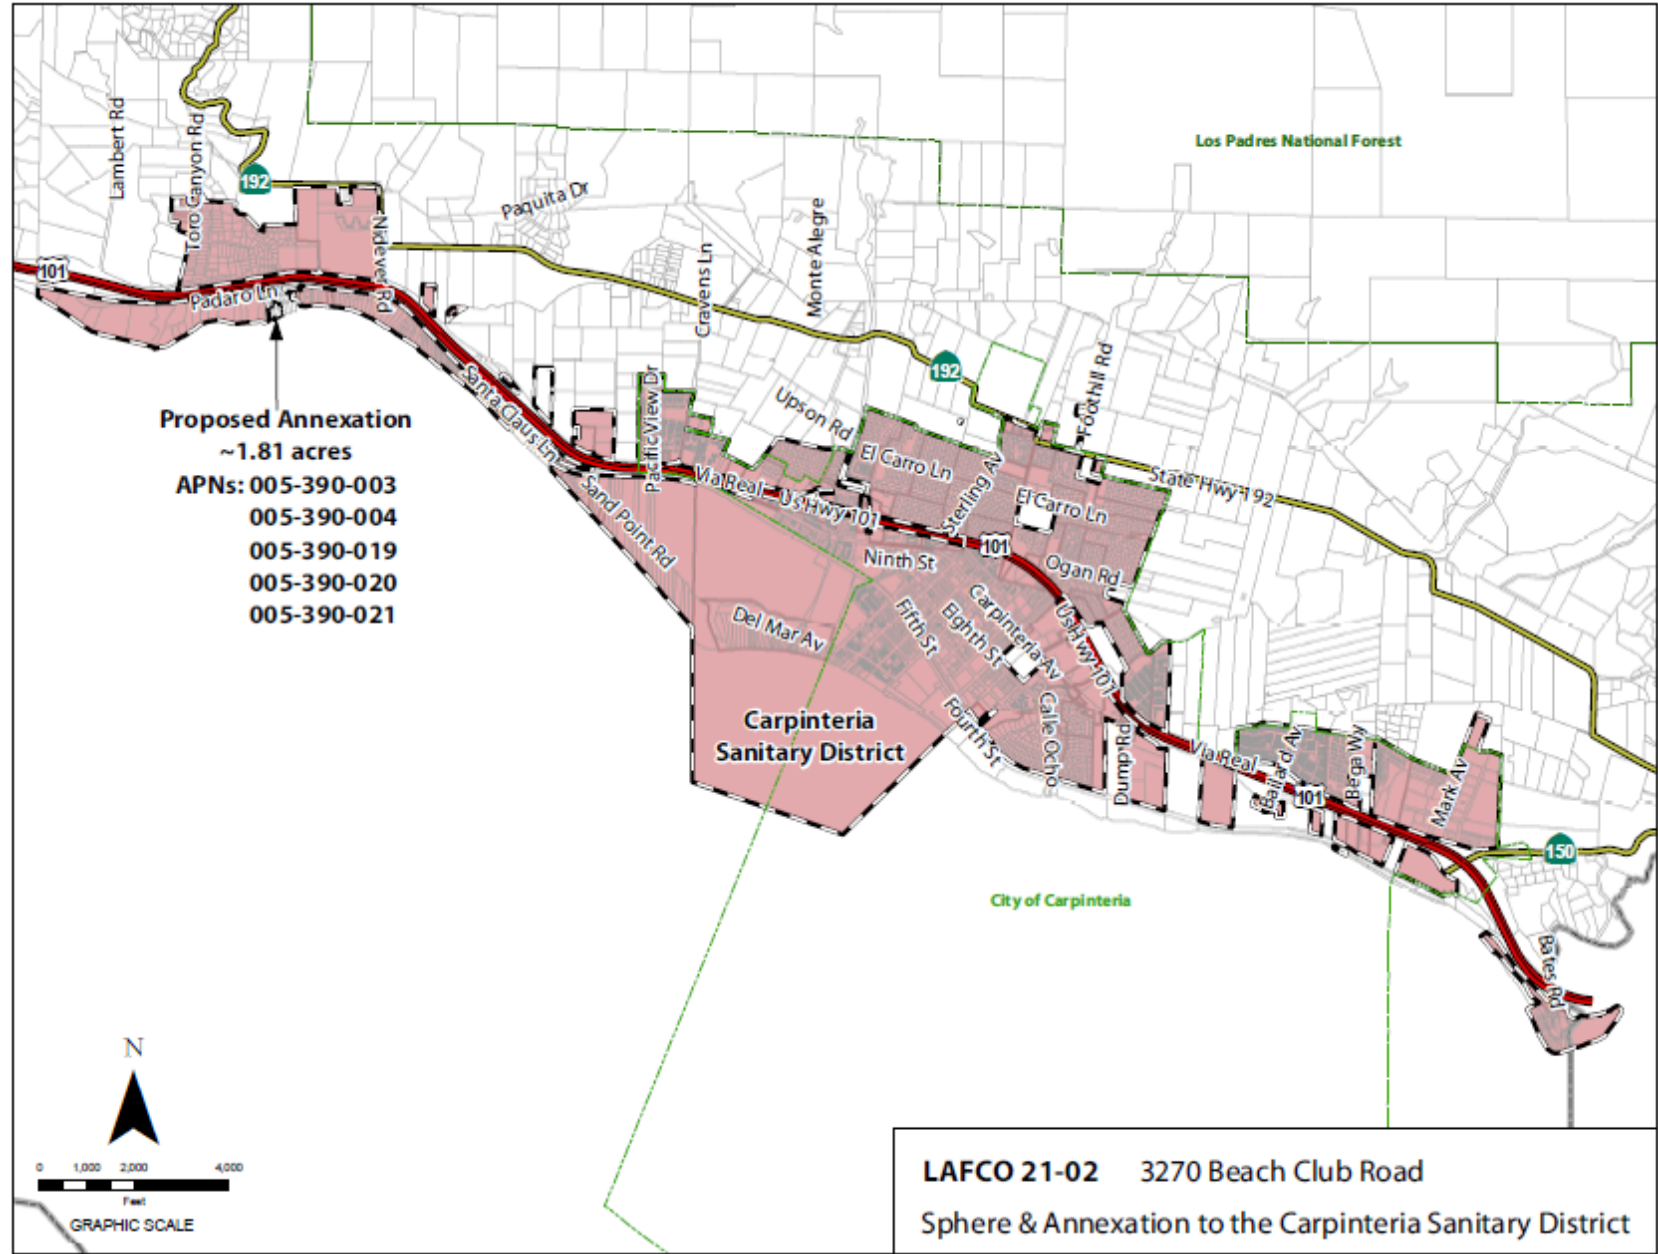 Los Padres National Forest
Lambert Rd
Toro Canyon Rd
192
Paquita Dr
Nidever Rd
Monte Alegre
Cravens Ln
101
Padaro Ln
192
Foothill Rd
Santa Claus Ln
Pacific View Dr
Upson Rd
Proposed Annexation
~1.81 acres
APNs: 005-390-003
005-390-004
005-390-019
005-390-020
005-390-021
El Carro Ln
Sterling Av
El Carro Ln
State Hwy 192
Via Real
Us Hwy 101
Sand Point Rd
101
Ninth St
Ogan Rd
Carpinteria Av
Eighth St
Fifth St
Us Hwy 101
Del Mar Av
Carpinteria
Sanitary District
Fourth St
Calle Ocho
Dump Rd
Via Real
Bailard Av
Bega Wy
Mark Av
101
150
City of Carpinteria
Bates Rd
N
0 1,000 2,000 4,000
Feet
GRAPHIC SCALE
LAFCO 21-02 3270 Beach Club Road
Sphere & Annexation to the Carpinteria Sanitary District